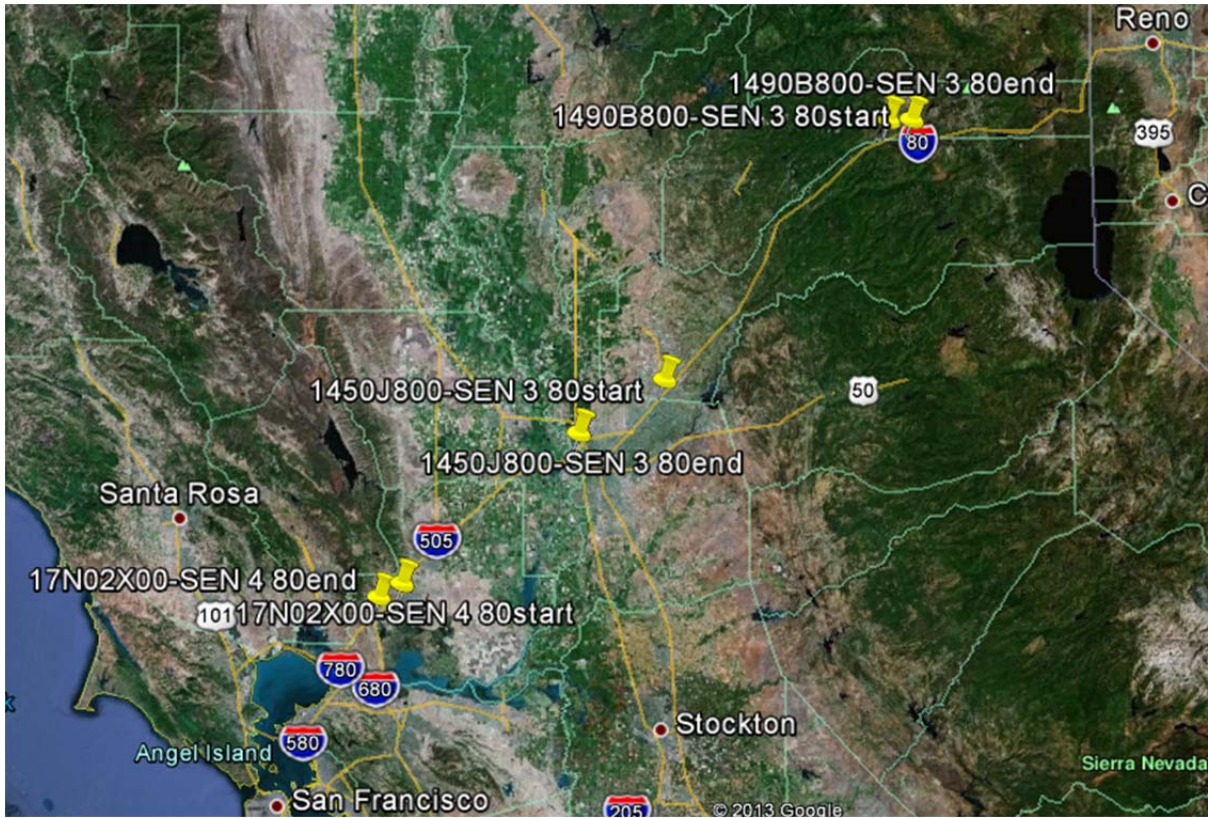 Reno
1490B800-SEN 3 80end
1490B800-SEN 3 80start
80
395
C
1450J800-SEN 3 80start
50
1450J800-SEN 3 80end
Santa Rosa
505
17N02X00-SEN 4 80end
101
17N02X00-SEN 4 80start
780
680
Stockton
580
Angel Island
Sierra Nevada
San Francisco
205
© 2013 Google